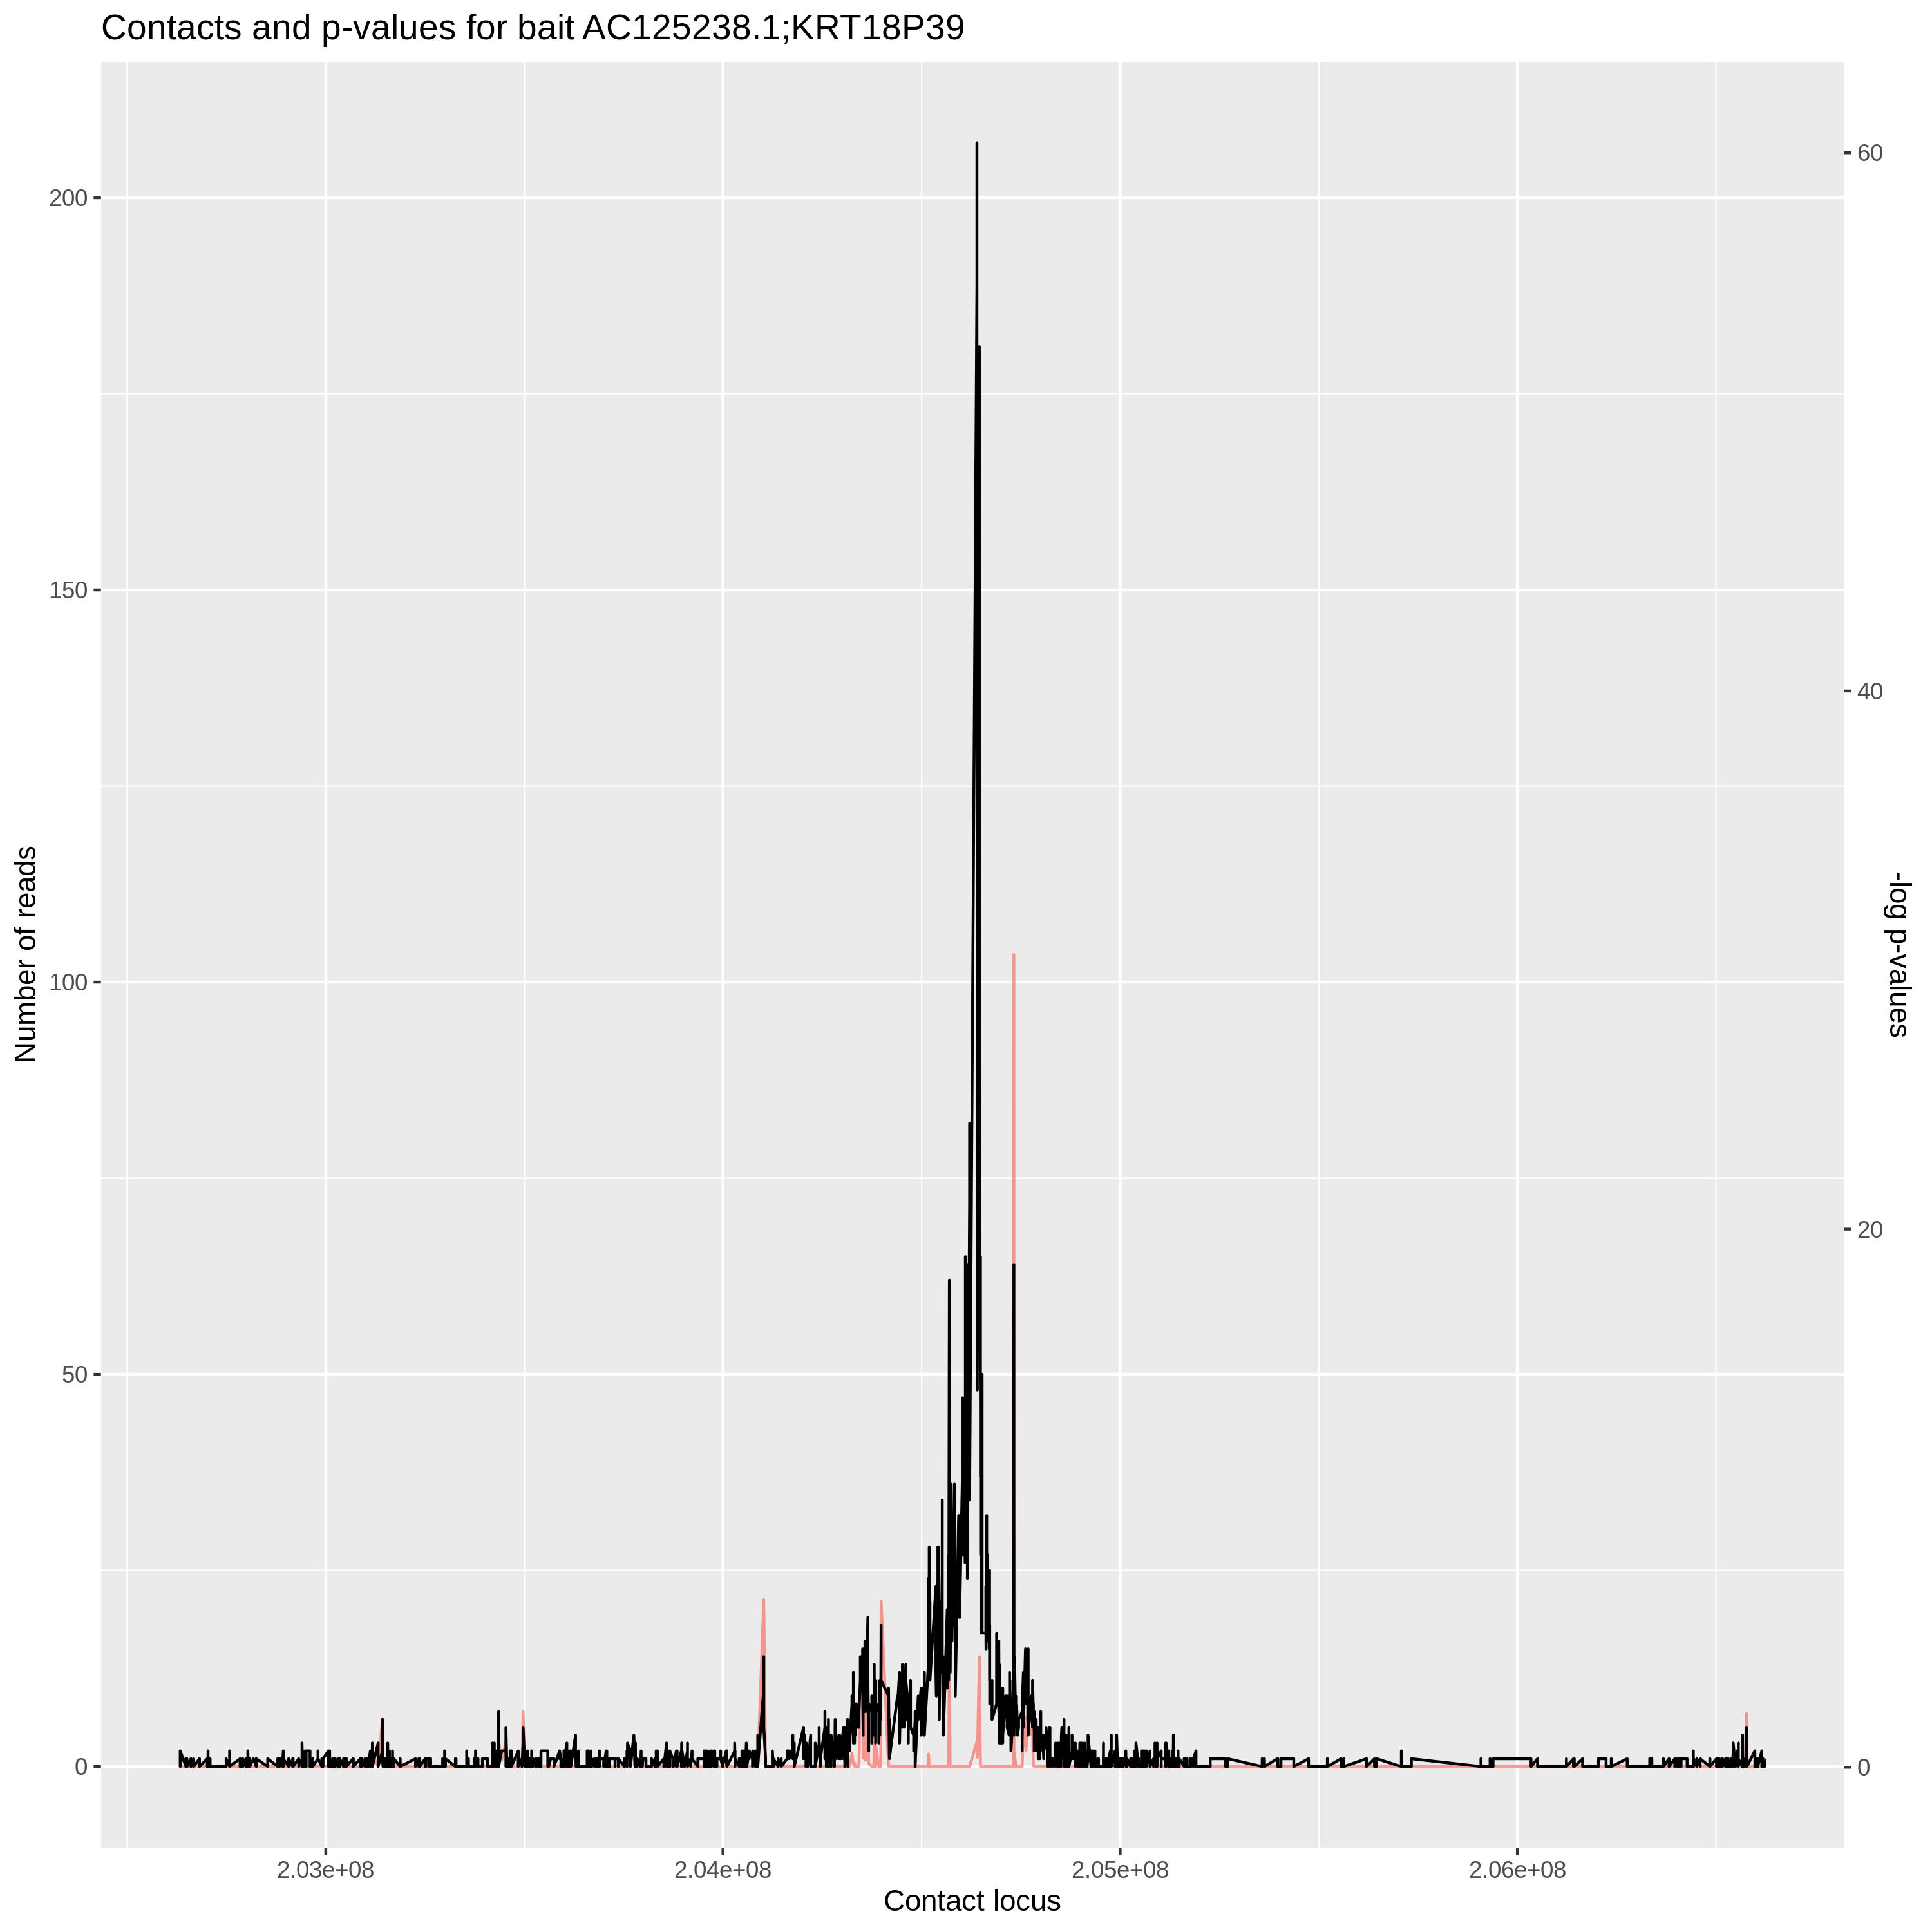 Contacts and p-values for bait AC125238.1;KRT18P39
200
150
100
50
0
Number of reads
60
40
20
0
-log p-values
2.03e+08
2.04e+08
2.05e+08
2.06e+08
Contact locus